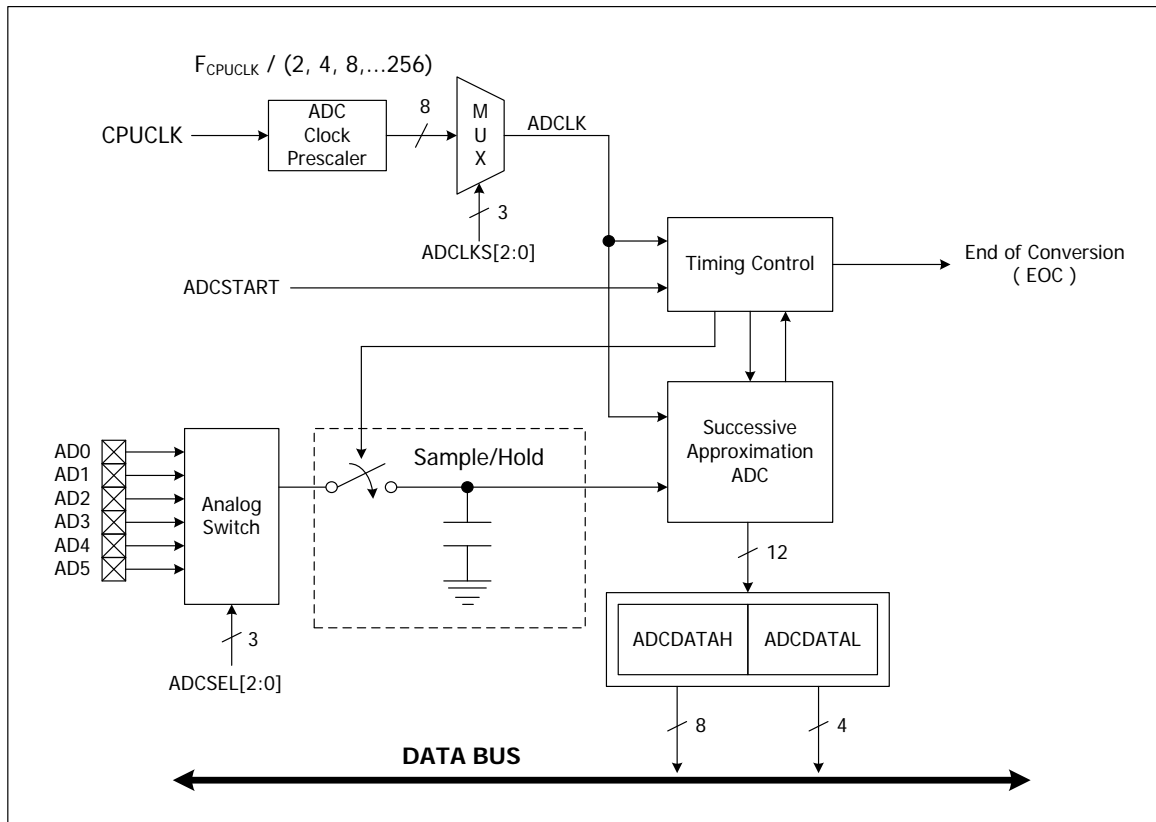 F_CPUCLK / (2, 4, 8,...256)
CPUCLK
ADC
Clock
Prescaler
8
M
U
X
ADCLK
3
ADCLKS[2:0]
ADCSTART
Timing Control
End of Conversion
( EOC )
AD0
AD1
AD2
AD3
AD4
AD5
Analog
Switch
3
ADCSEL[2:0]
Sample/Hold
Successive
Approximation
ADC
12
ADCDATAH
ADCDATAL
8
4
DATA BUS